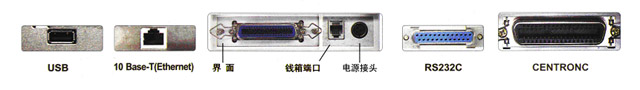 USB
10 Base-T(Ethernet)
界 面
钱箱端口
电源接头
RS232C
CENTRONC